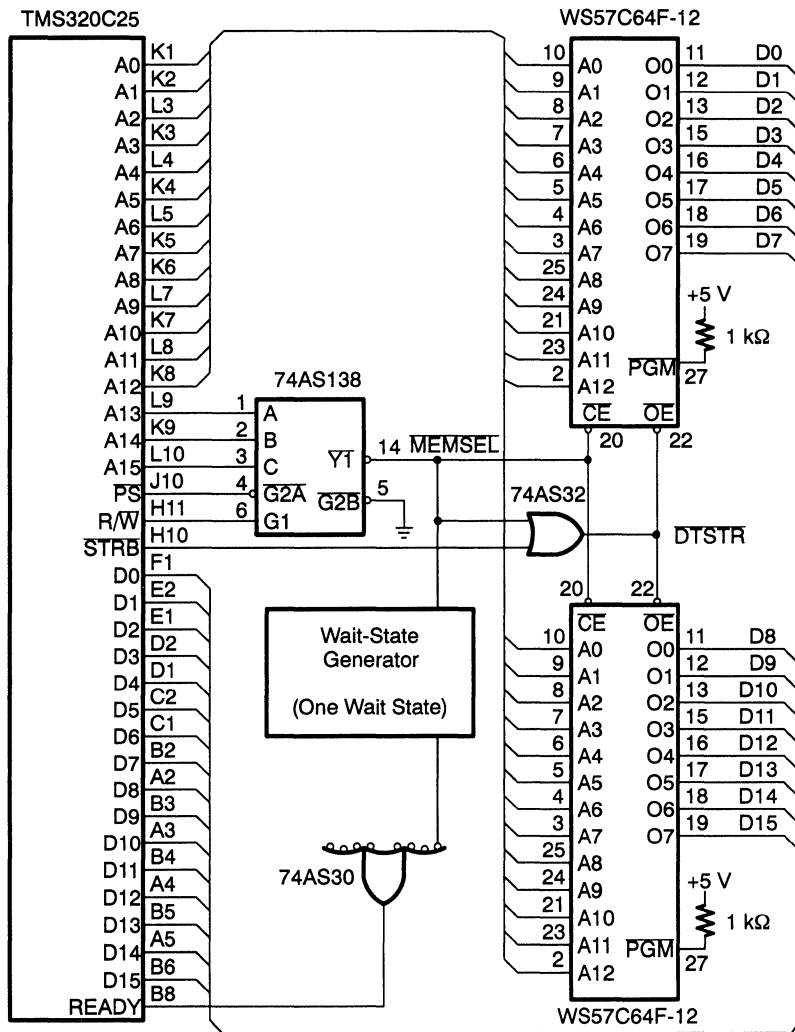 TMS320C25
A0 K1
A1 K2
A2 L3
A3 K3
A4 L4
A5 K4
A6 L5
A7 K5
A8 K6
A9 L7
A10 K7
A11 L8
A12 K8
A13 L9
A14 K9
A15 L10
PS J10
R/W H11
STRB H10
D0 F1
D1 E2
D2 E1
D3 D2
D4 D1
D5 C2
D6 C1
D7 B2
D8 A2
D9 B3
D10 A3
D11 B4
D12 A4
D13 B5
D14 A5
D15 B6
READY B8
74AS138
1 A
2 B
3 C
4 G2A
6 G1
Y1 14 MEMSEL
G2B 5
74AS32
DTSTR
Wait-State
Generator
(One Wait State)
74AS30
WS57C64F-12
10 A0 O0 11 D0
9 A1 O1 12 D1
8 A2 O2 13 D2
7 A3 O3 15 D3
6 A4 O4 16 D4
5 A5 O5 17 D5
4 A6 O6 18 D6
3 A7 O7 19 D7
25 A8
24 A9
21 A10
23 A11
2 A12
+5 V
1 kΩ
PGM 27
CE OE
20 22
20 22
CE OE
10 A0 O0 11 D8
9 A1 O1 12 D9
8 A2 O2 13 D10
7 A3 O3 15 D11
6 A4 O4 16 D12
5 A5 O5 17 D13
4 A6 O6 18 D14
3 A7 O7 19 D15
25 A8
24 A9
21 A10
23 A11
2 A12
+5 V
1 kΩ
PGM 27
WS57C64F-12